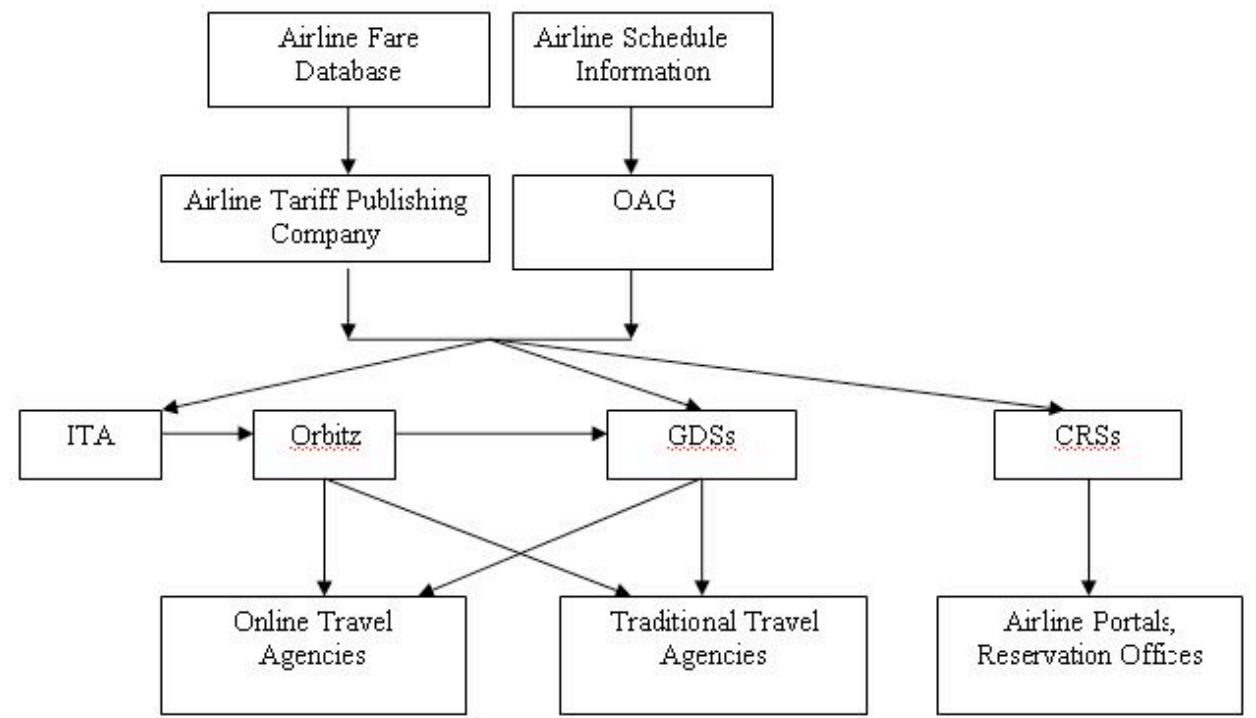 Airline Fare
Database
Airline Schedule
Information
Airline Tariff Publishing
Company
OAG
ITA
Orbitz
GDSs
CRSs
Online Travel
Agencies
Traditional Travel
Agencies
Airline Portals,
Reservation Offices